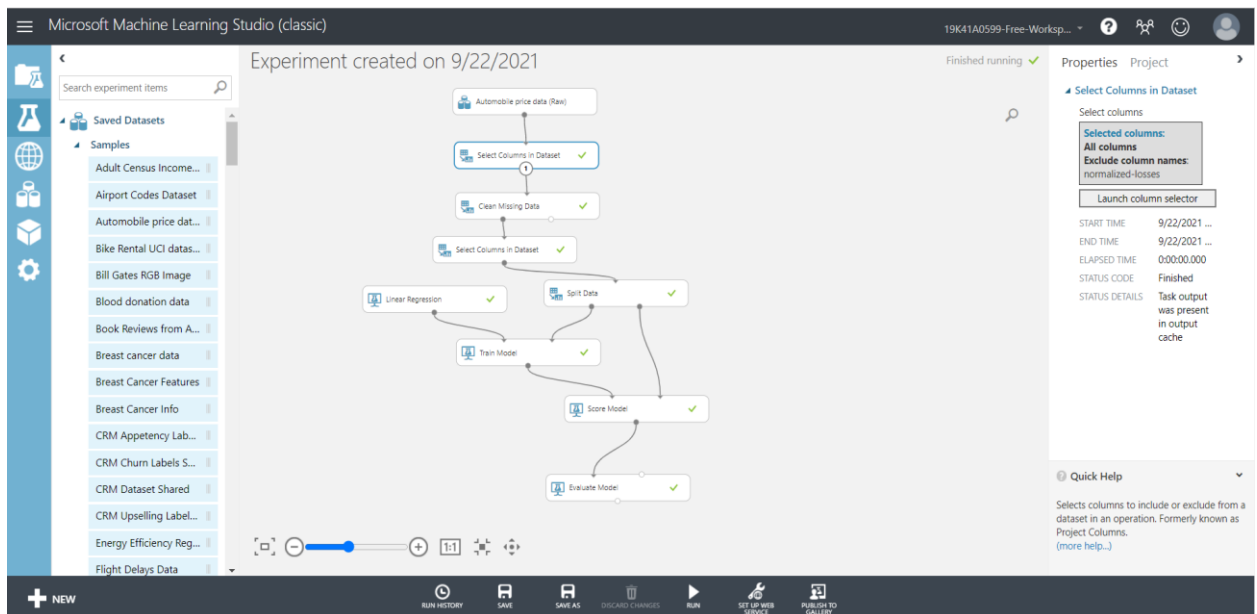 Microsoft Machine Learning Studio (classic)
19K41A0599-Free-Worksp...
Search experiment items
Saved Datasets
Samples
Adult Census Income...
Airport Codes Dataset
Automobile price dat...
Bike Rental UCI datas...
Bill Gates RGB Image
Blood donation data
Book Reviews from A...
Breast cancer data
Breast Cancer Features
Breast Cancer Info
CRM Appetency Lab...
CRM Churn Labels S...
CRM Dataset Shared
CRM Upselling Label...
Energy Efficiency Reg...
Flight Delays Data
Experiment created on 9/22/2021
Finished running
Automobile price data (Raw)
Select Columns in Dataset
1
Clean Missing Data
Select Columns in Dataset
Linear Regression
Split Data
Train Model
Score Model
Evaluate Model
1:1
Properties Project
Select Columns in Dataset
Select columns
Selected columns:
All columns
Exclude column names:
normalized-losses
Launch column selector
START TIME 9/22/2021 ...
END TIME 9/22/2021 ...
ELAPSED TIME 0:00:00.000
STATUS CODE Finished
STATUS DETAILS Task output
was present
in output
cache
Quick Help
Selects columns to include or exclude from a
dataset in an operation. Formerly known as
Project Columns.
(more help...)
NEW
RUN HISTORY
SAVE
SAVE AS
DISCARD CHANGES
RUN
SET UP WEB
SERVICE
PUBLISH TO
GALLERY